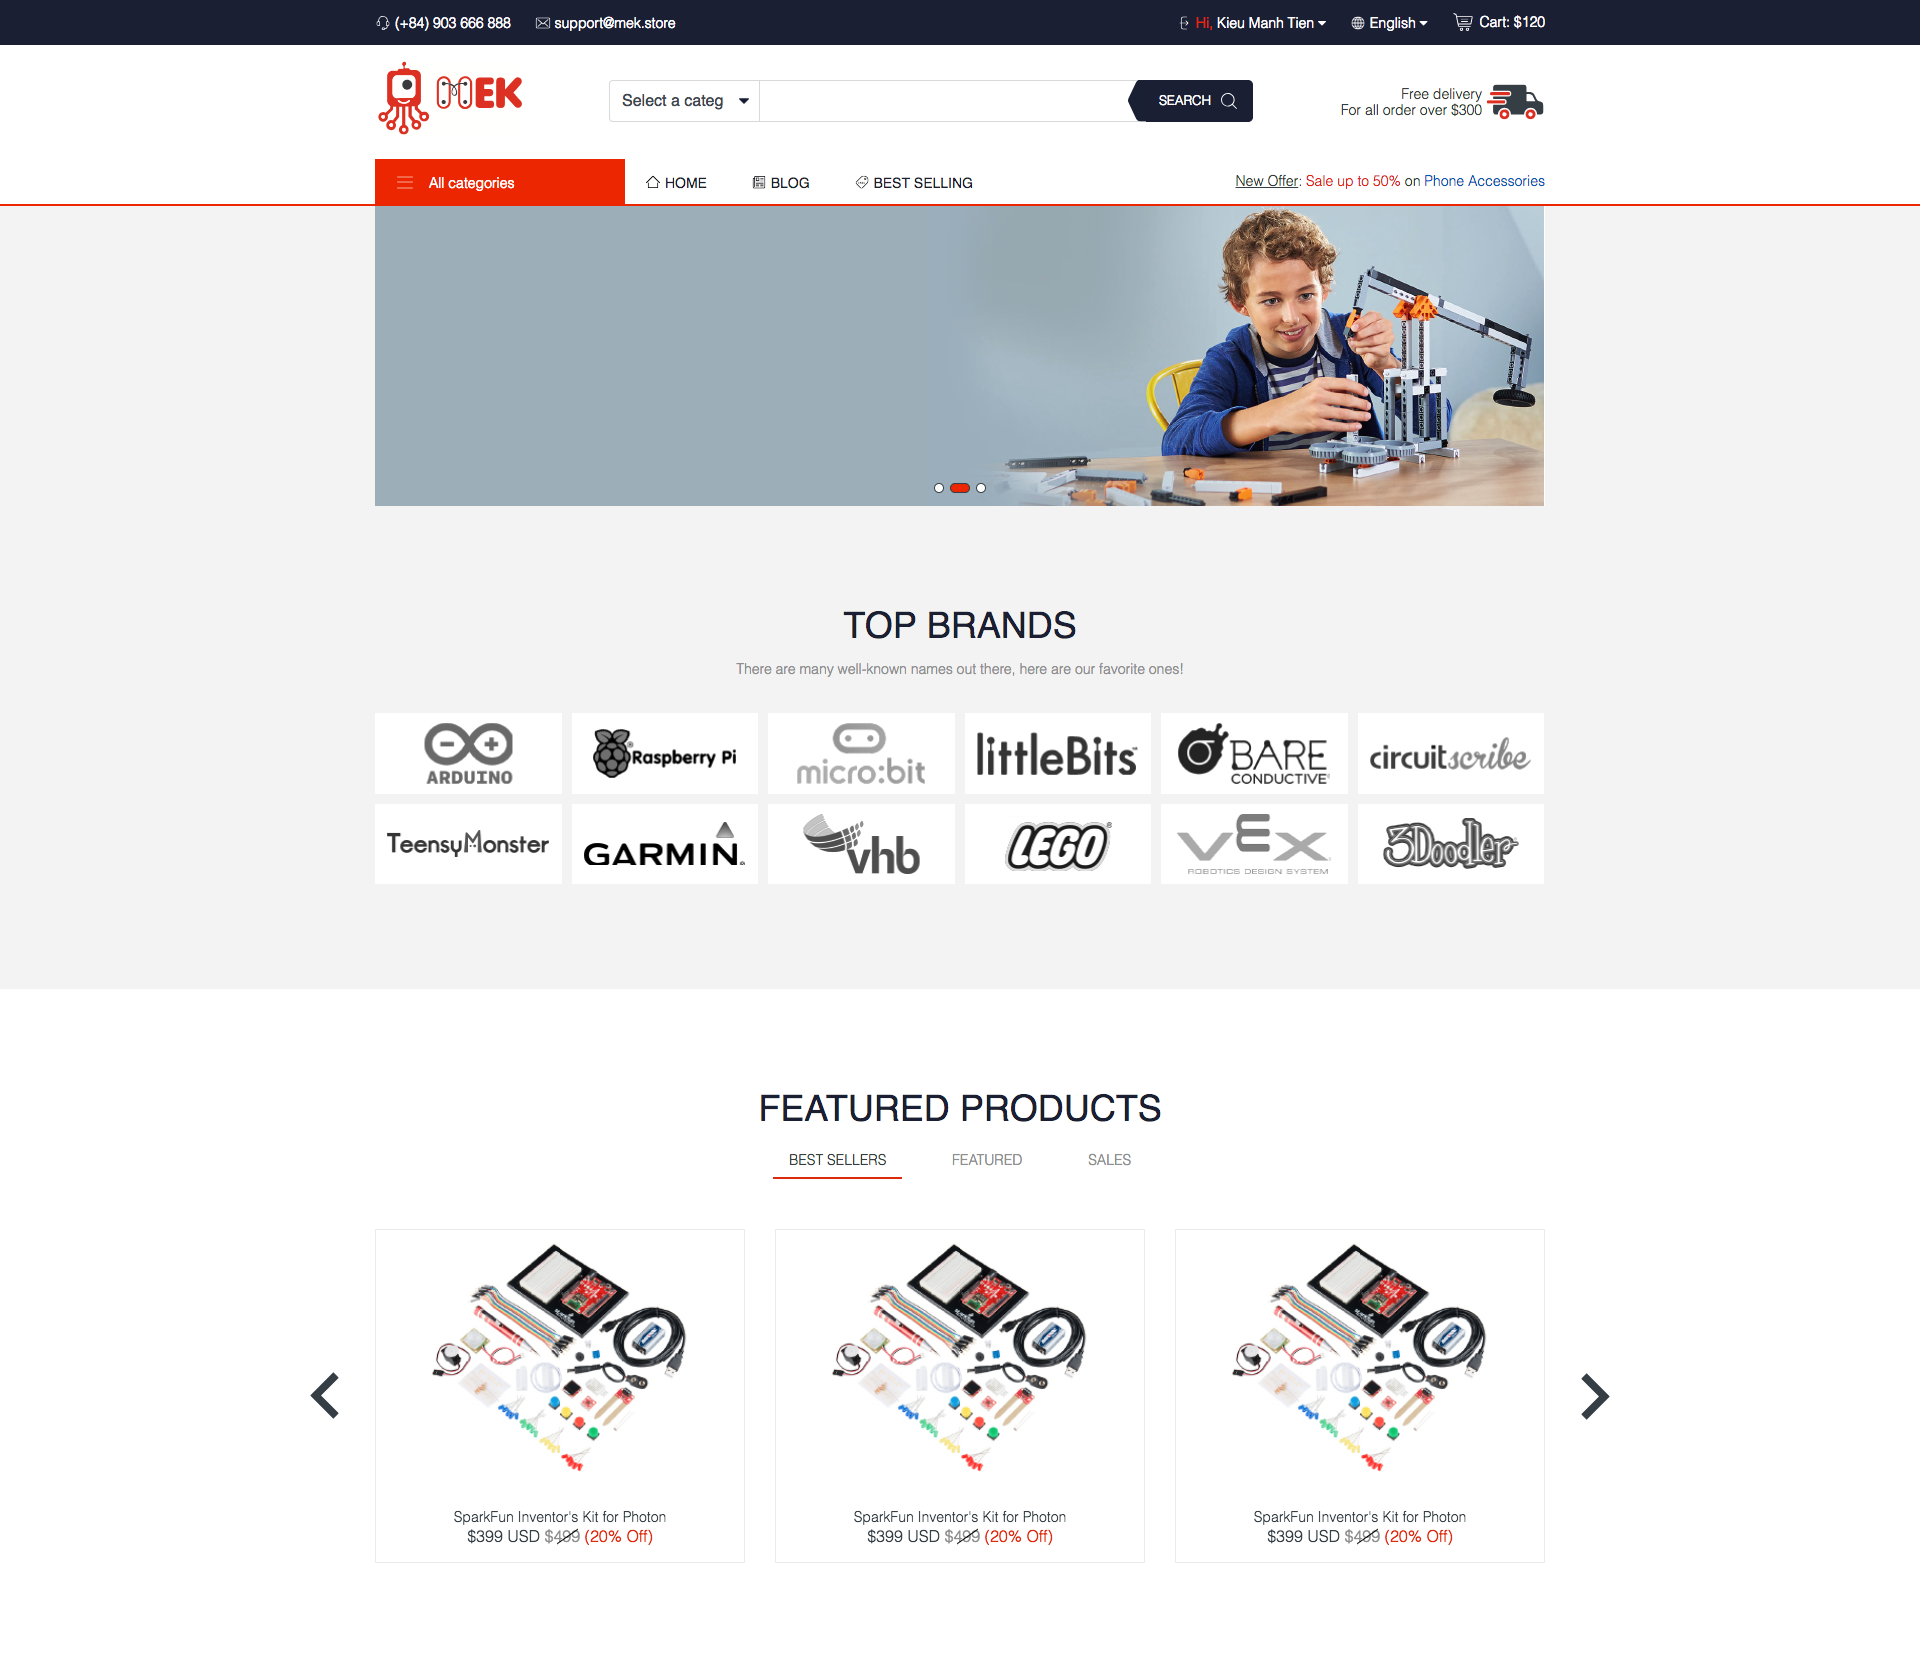 (+84) 903 666 888 support@mek.store Hi, Kieu Manh Tien English Cart: $120
MEK
Select a categ SEARCH
Free delivery
For all order over $300
All categories HOME BLOG BEST SELLING New Offer: Sale up to 50% on Phone Accessories
TOP BRANDS
There are many well-known names out there, here are our favorite ones!
ARDUINO Raspberry Pi micro:bit littleBits BARE CONDUCTIVE circuitscribe
TeensyMonster GARMIN vhb LEGO VEX ROBOTICS DESIGN SYSTEM 3Doodler
FEATURED PRODUCTS
BEST SELLERS FEATURED SALES
SparkFun Inventor's Kit for Photon
$399 USD $499 (20% Off)
SparkFun Inventor's Kit for Photon
$399 USD $499 (20% Off)
SparkFun Inventor's Kit for Photon
$399 USD $499 (20% Off)